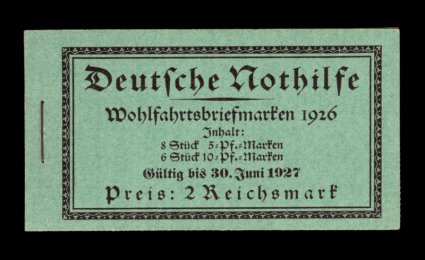 Deutſche Nothilfe
Wohlfahrtsbriefmarken 1926
Inhalt:
8 Stück 5=Pf.=Marken
6 Stück 10=Pf.=Marken
Gültig bis 30. Juni 1927
Preis: 2 Reichsmark